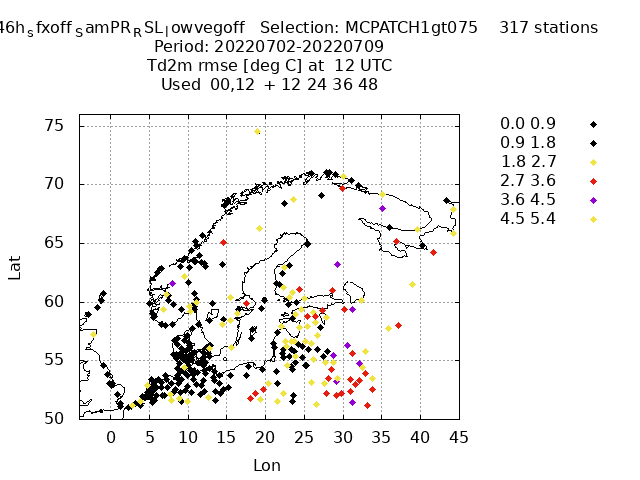 46h_s fxoff_S amPR_R SL_l owvegoff Selection: MCPATCH1gt075 317 stations
Period: 20220702-20220709
Td2m rmse [deg C] at 12 UTC
Used 00,12 + 12 24 36 48
75
70
65
60
55
50
Lat
0 5 10 15 20 25 30 35 40 45
Lon
0.0 0.9
0.9 1.8
1.8 2.7
2.7 3.6
3.6 4.5
4.5 5.4